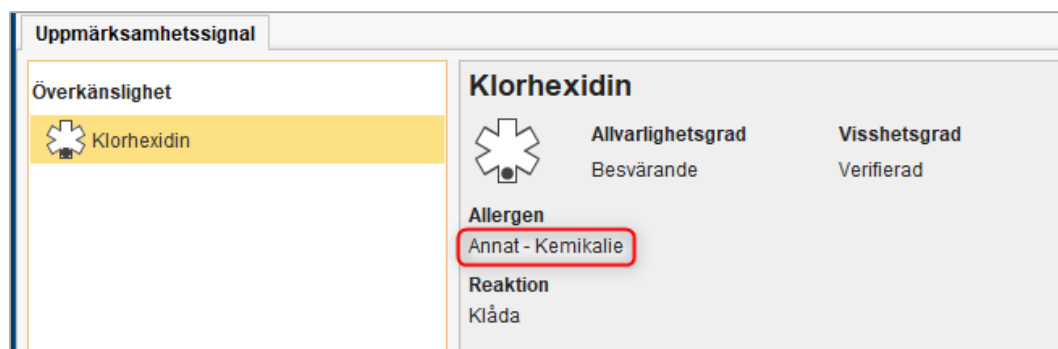 Uppmärksamhetssignal
Överkänslighet
Klorhexidin
Klorhexidin
Allvarlighetsgrad Visshetsgrad
Besvärande Verifierad
Allergen
Annat - Kemikalie
Reaktion
Klåda